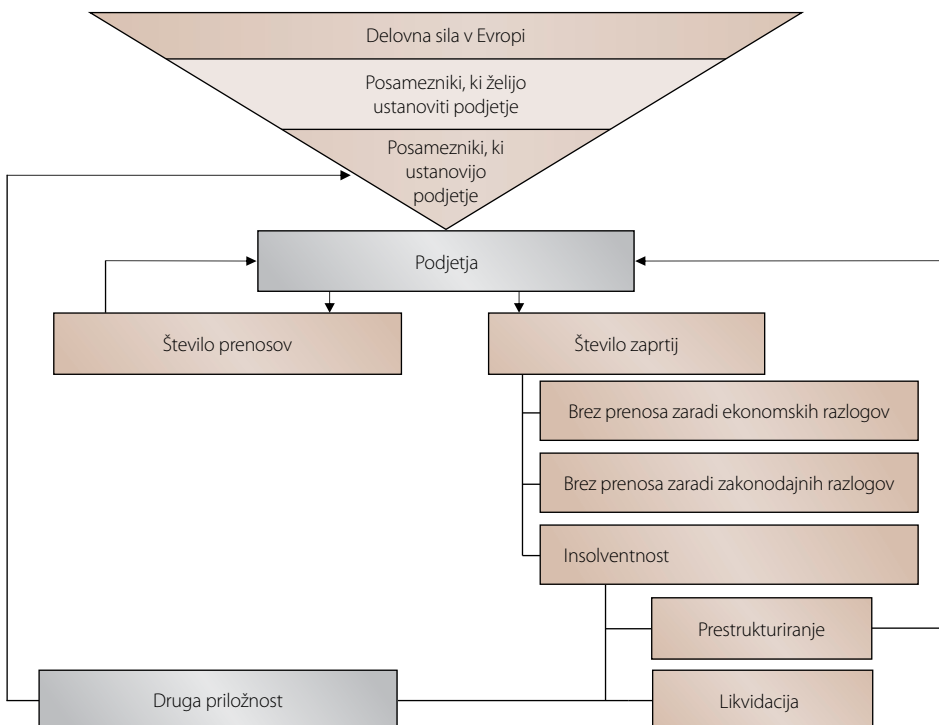 Delovna sila v Evropi
Posamezniki, ki želijo
ustanoviti podjetje
Posamezniki, ki
ustanovijo
podjetje
Podjetja
Število prenosov
Število zaprtij
Brez prenosa zaradi ekonomskih razlogov
Brez prenosa zaradi zakonodajnih razlogov
Insolventnost
Prestrukturiranje
Druga priložnost
Likvidacija